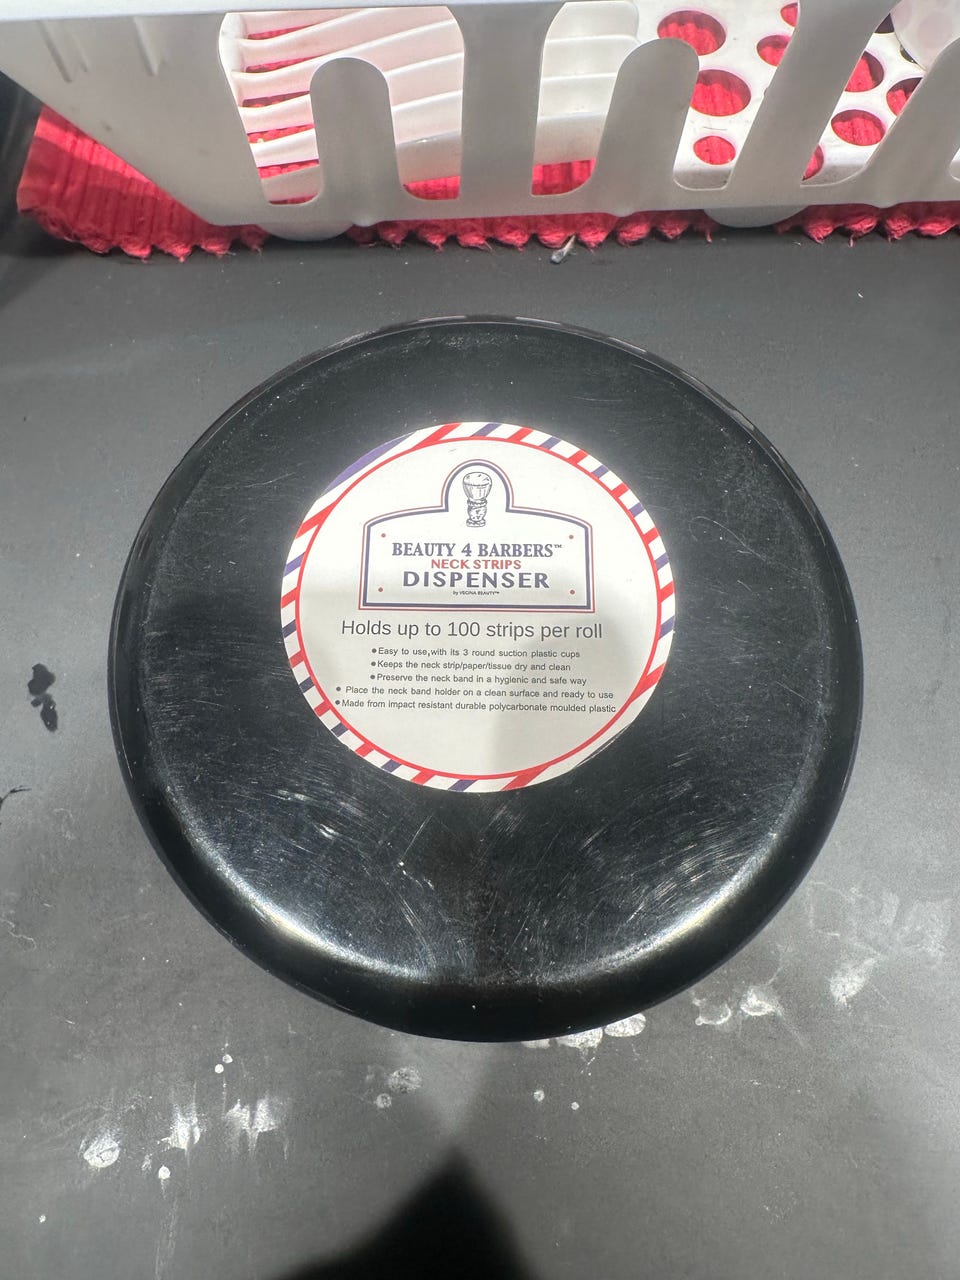 BEAUTY 4 BARBERS™
NECK STRIPS
DISPENSER
by VECINA BEAUTY™
Holds up to 100 strips per roll
• Easy to use,with its 3 round suction plastic cups
• Keeps the neck strip/paper/tissue dry and clean
• Preserve the neck band in a hygienic and safe way
• Place the neck band holder on a clean surface and ready to use
• Made from impact resistant durable polycarbonate moulded plastic